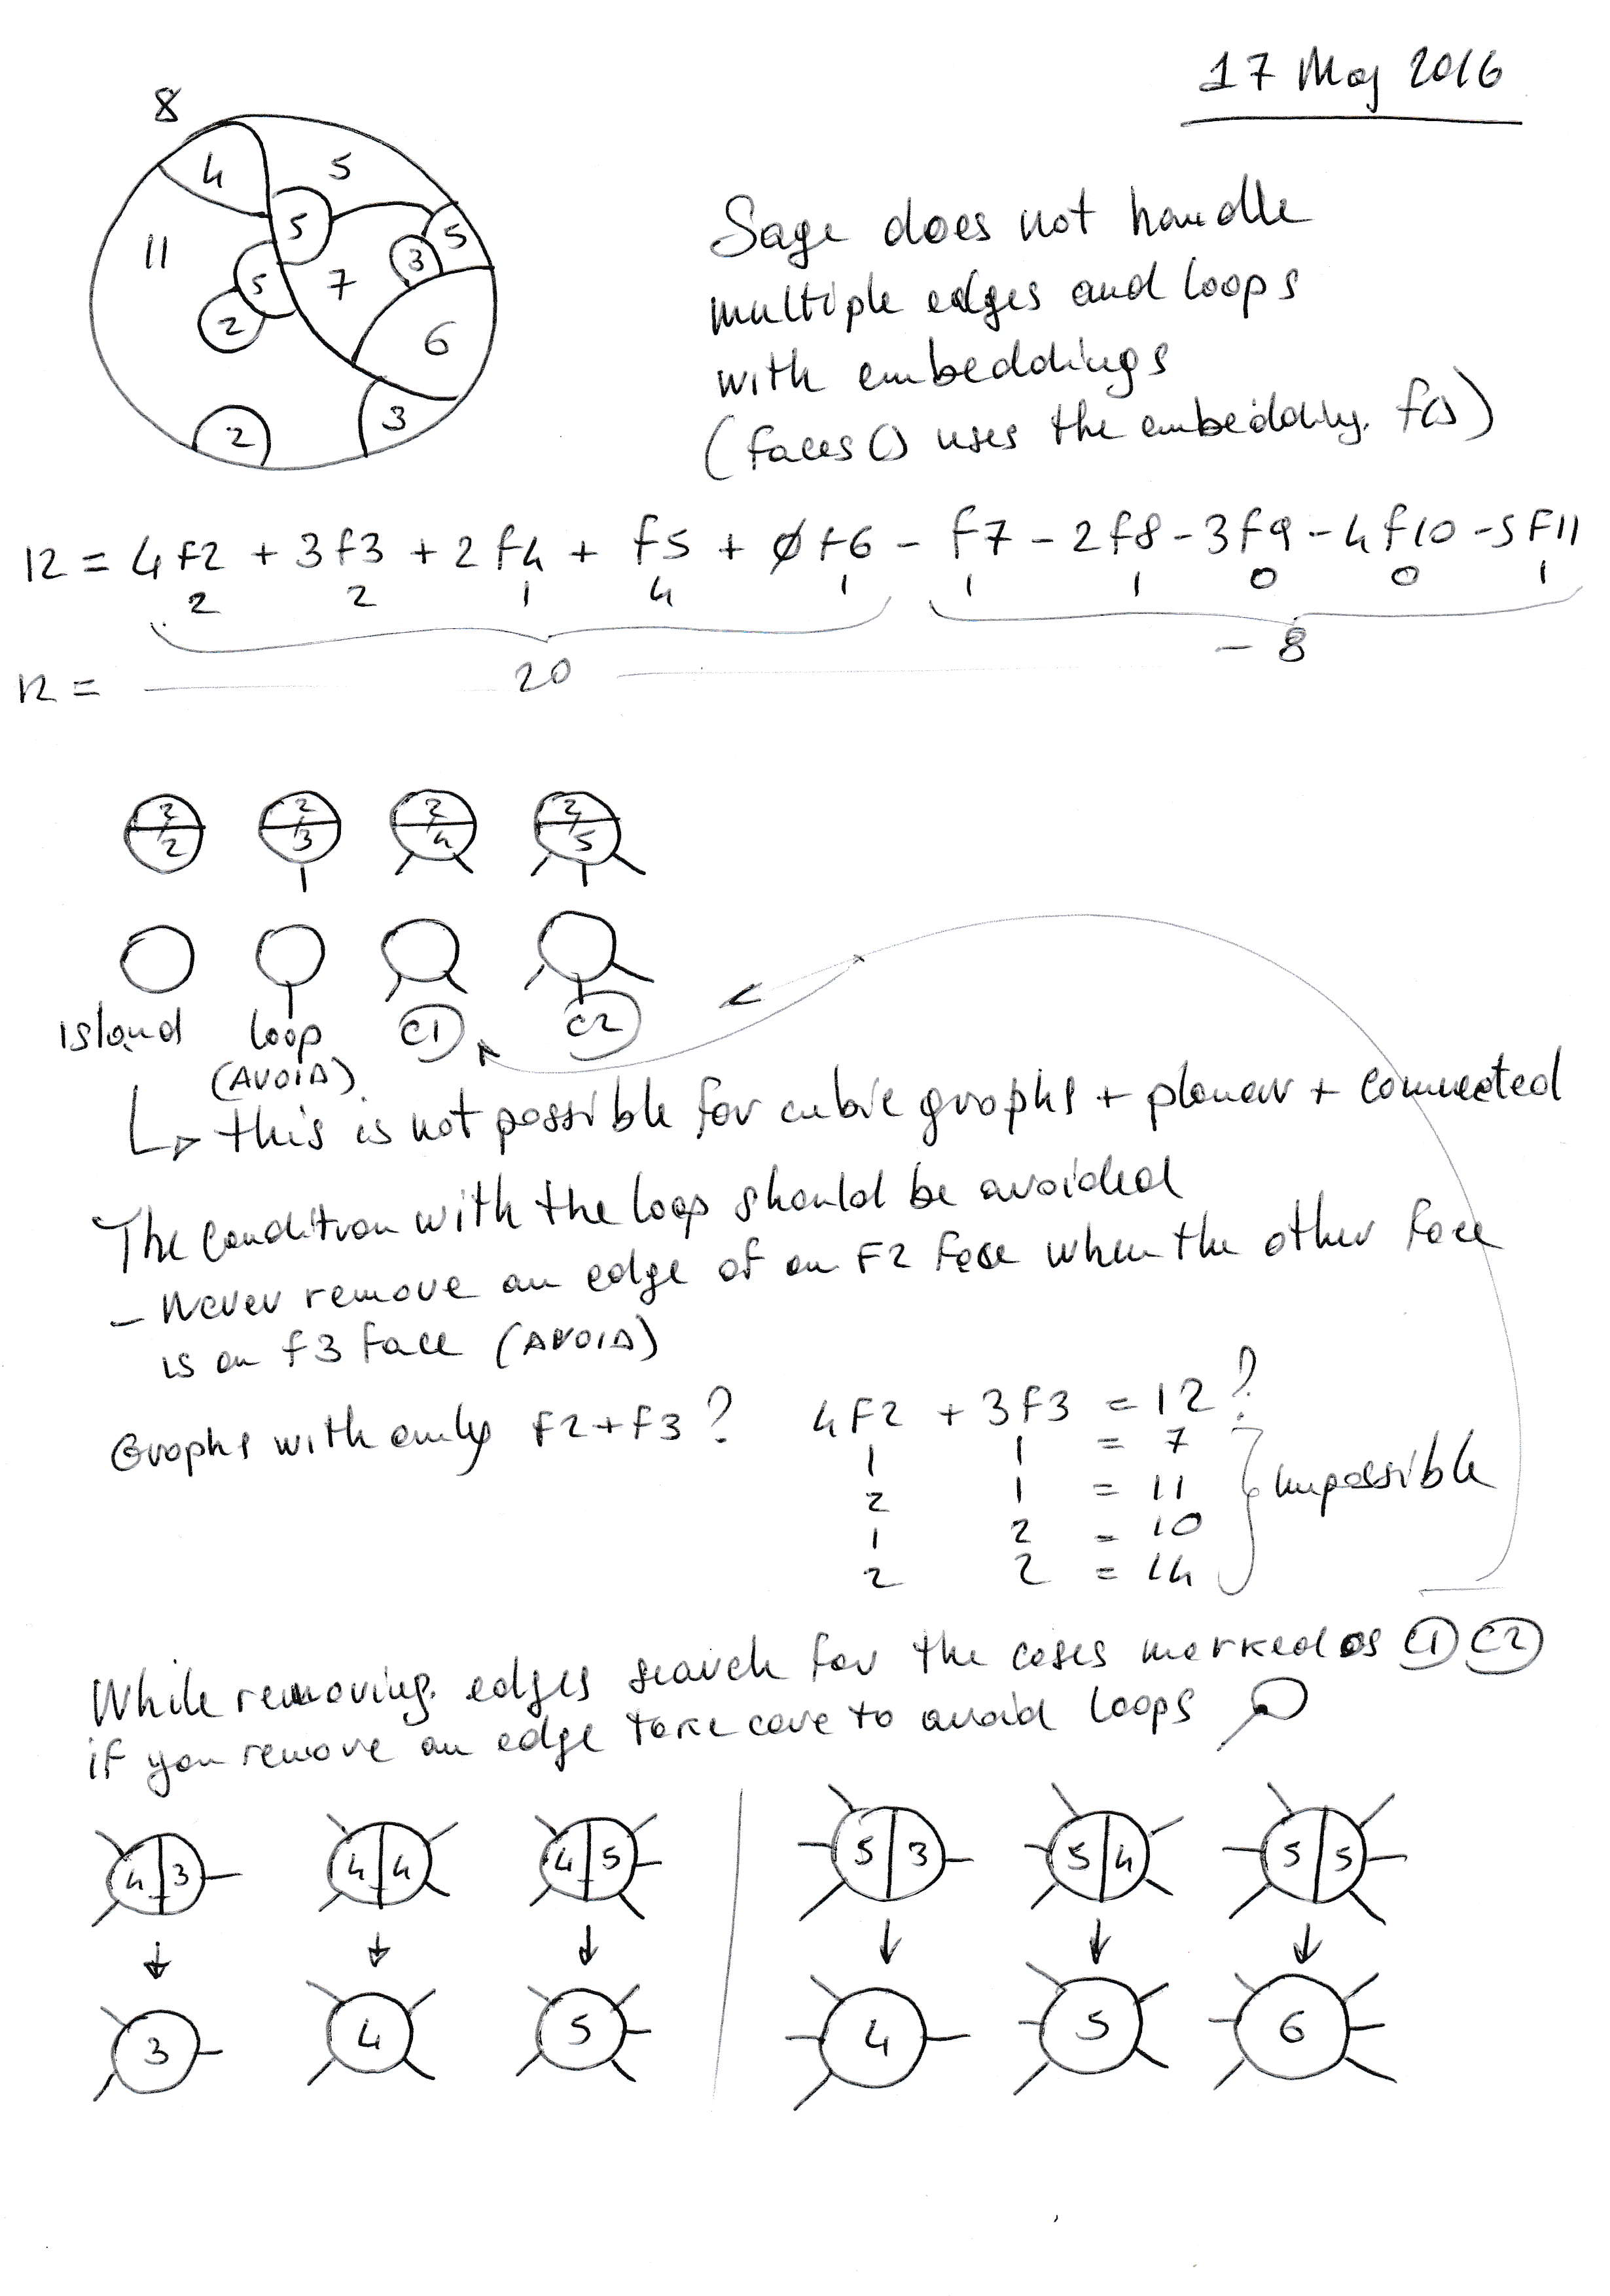 17 May 2016
8
4
5
5
5
11
3
7
5
2
6
3
2
Sage does not handle
multiple edges and loops
with embeddings
(faces() uses the embedding. f(s)
12 = 4f2 + 3f3 + 2f4 + f5 + 0f6 - f7 - 2f8 - 3f9 - 4f10 - 5f11
2 2 1 4 1 1 1 0 0 1
12 = 20 - 8
2 2 2 2
2 3 4 5
island loop C1 C2
(AVOID)
this is not possible for cubic graphs + planar + connected
The condition with the loop should be avoided
- Never remove an edge of an F2 face when the other face
is an f3 face (AVOID)
Graphs with only f2+f3? 4F2 + 3F3 = 12?
1 1 = 7
2 1 = 11
1 2 = 10
2 2 = 14
impossible
While removing edges search for the cases marked as C1 C2
if you remove an edge take care to avoid loops
4 3 4 4 4 5 5 3 5 4 5 5
3 4 5 4 5 6